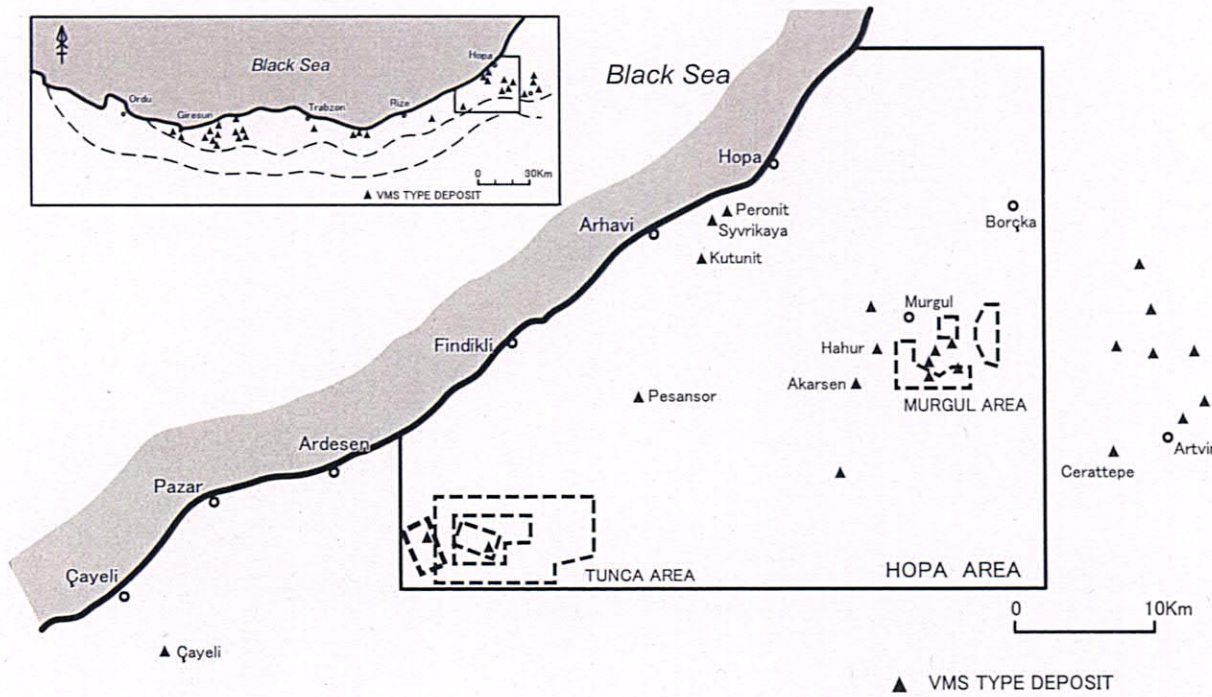 Black Sea
Hopa
Ordu
Giresun
Trabzon
Rize
0 30Km
▲ VMS TYPE DEPOSIT
Black Sea
Hopa
Peronit
Syvrikaya
Arhavi
Borçka
Kutunit
Murgul
Findikli
Hahur
Akarsen
Pesansor
MURGUL AREA
Ardesen
Artvin
Cerattepe
Pazar
Çayeli
TUNCA AREA
HOPA AREA
0 10Km
Çayeli
▲ VMS TYPE DEPOSIT